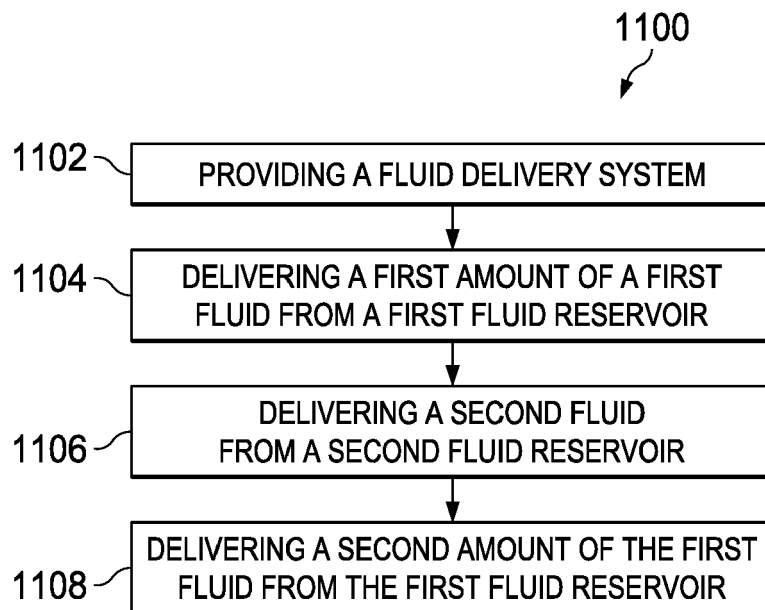 1100
1102
PROVIDING A FLUID DELIVERY SYSTEM
1104
DELIVERING A FIRST AMOUNT OF A FIRST
FLUID FROM A FIRST FLUID RESERVOIR
1106
DELIVERING A SECOND FLUID
FROM A SECOND FLUID RESERVOIR
1108
DELIVERING A SECOND AMOUNT OF THE FIRST
FLUID FROM THE FIRST FLUID RESERVOIR